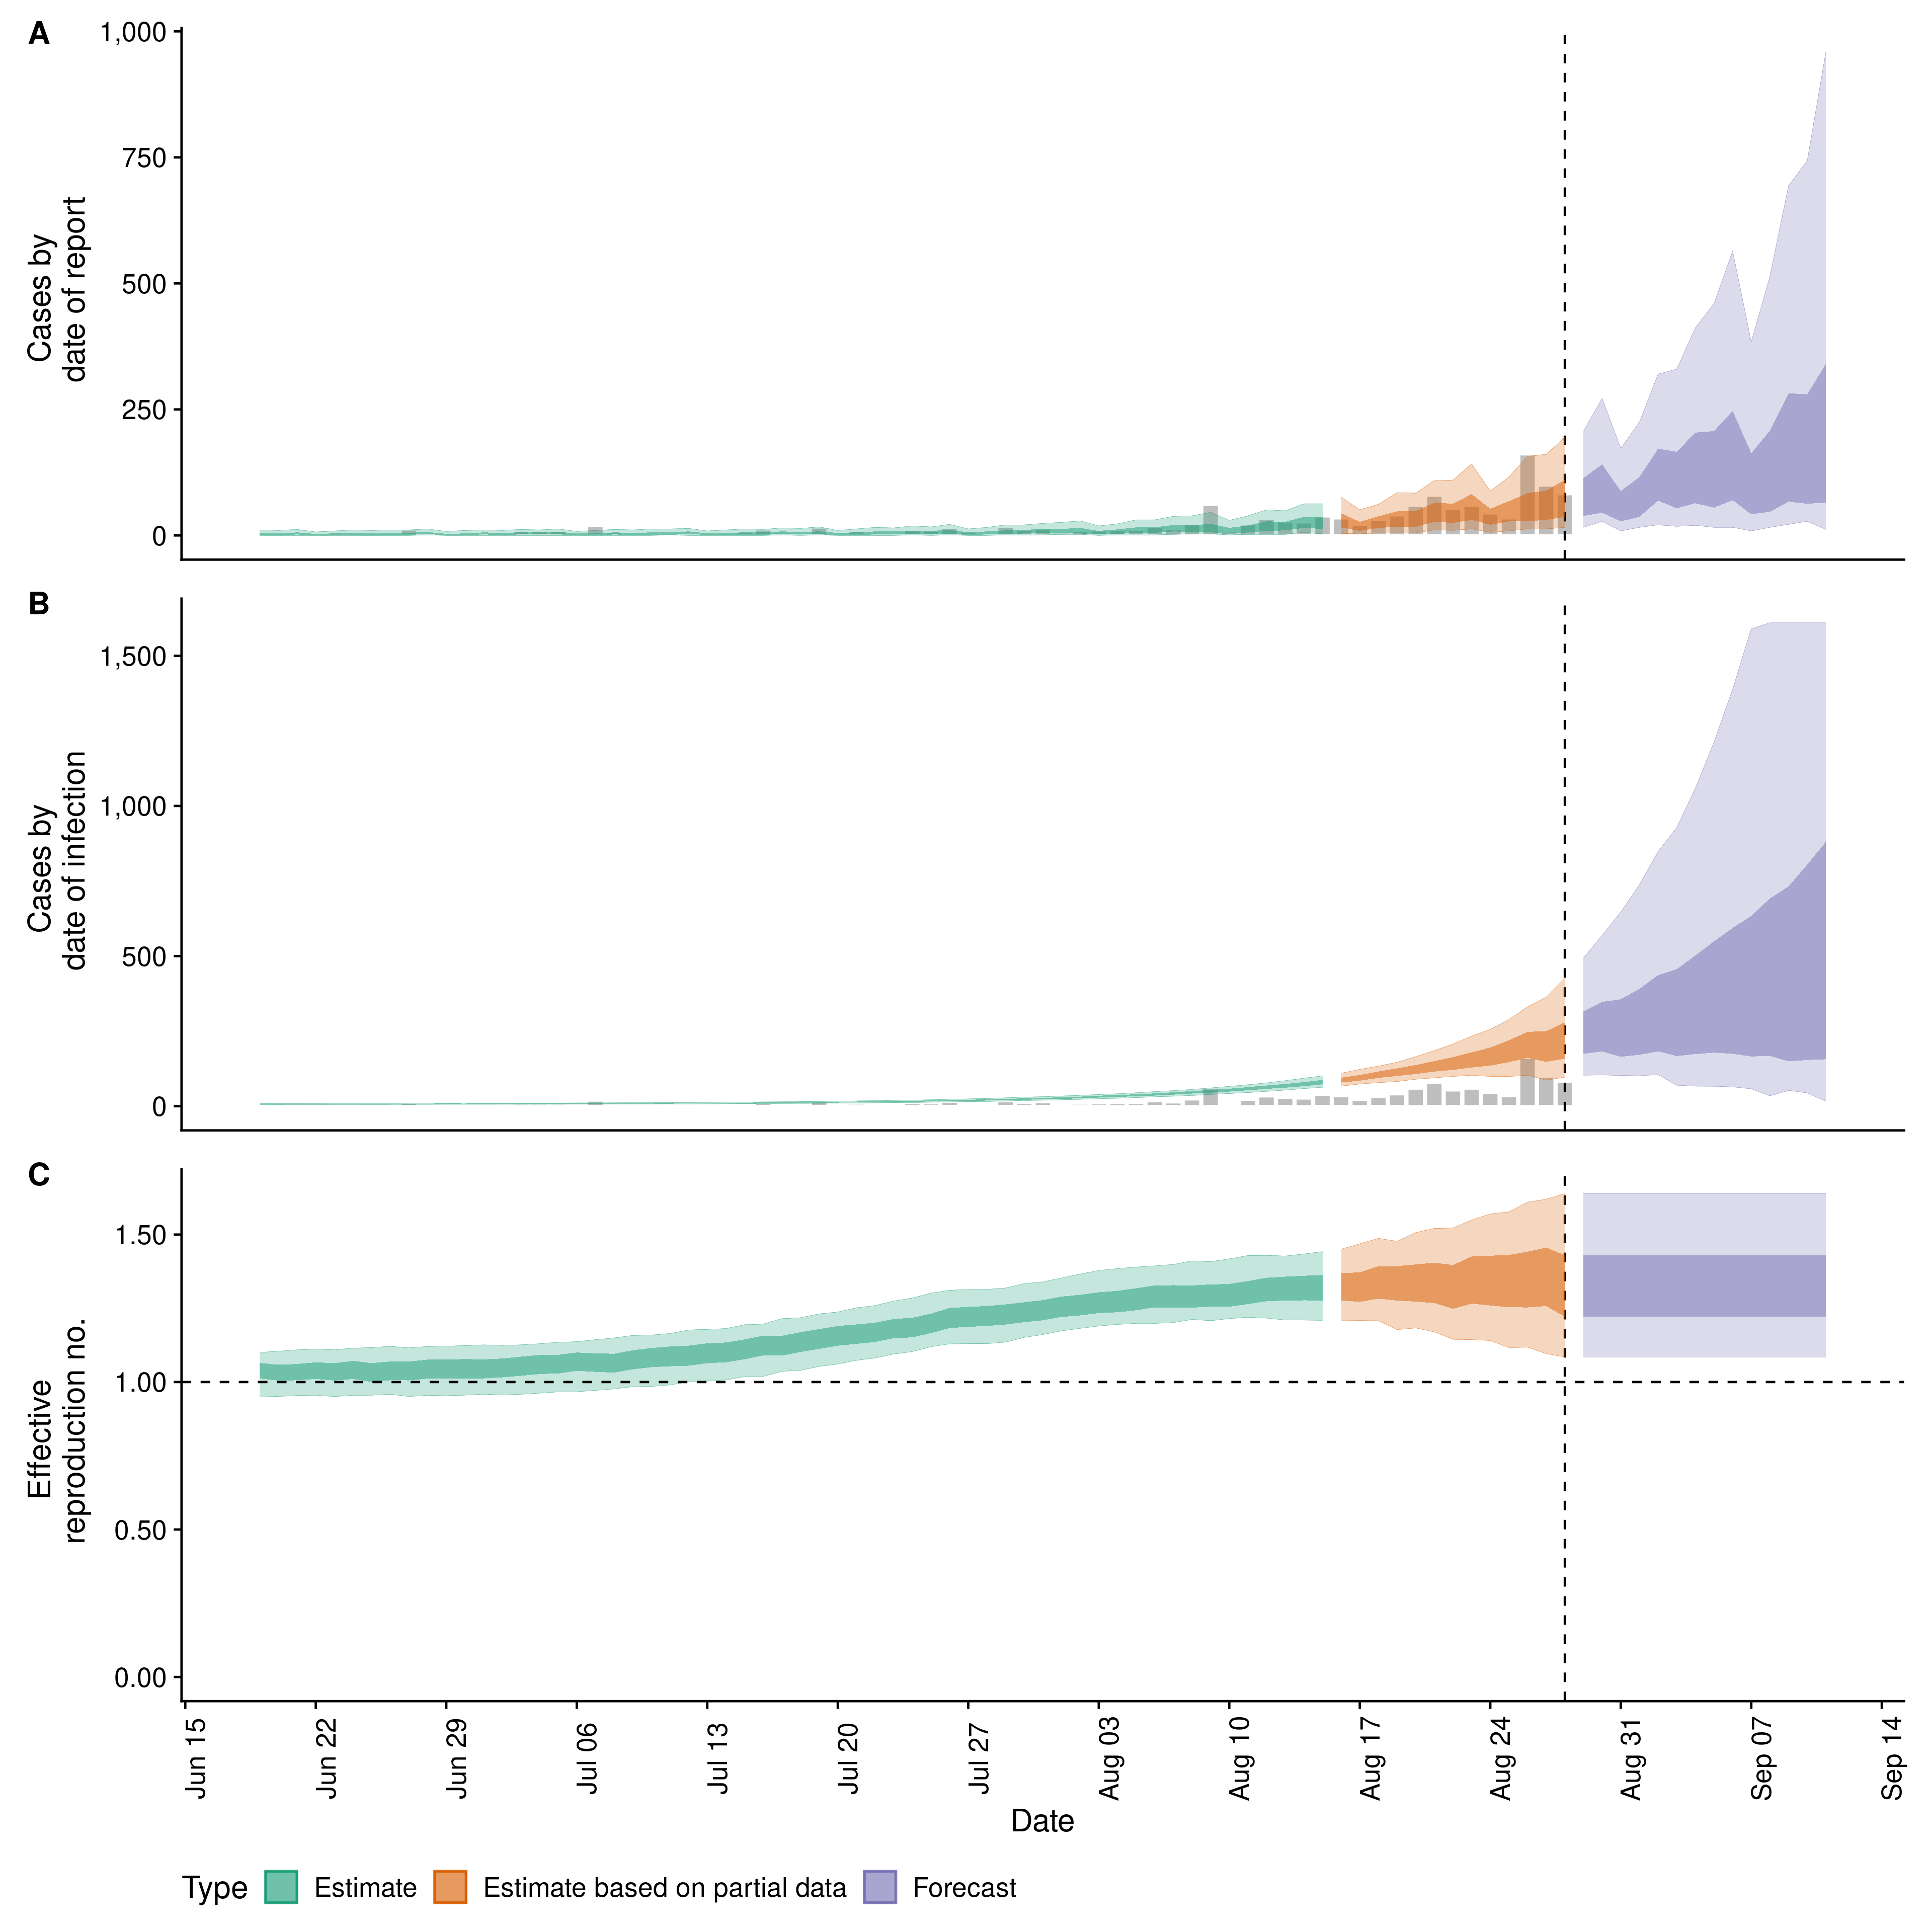 A
1,000
750
500
250
0
Cases by
date of report
B
1,500
1,000
500
0
Cases by
date of infection
C
1.50
1.00
0.50
0.00
Effective
reproduction no.
Jun 15
Jun 22
Jun 29
Jul 06
Jul 13
Jul 20
Jul 27
Aug 03
Aug 10
Aug 17
Aug 24
Aug 31
Sep 07
Sep 14
Date
Type Estimate Estimate based on partial data Forecast